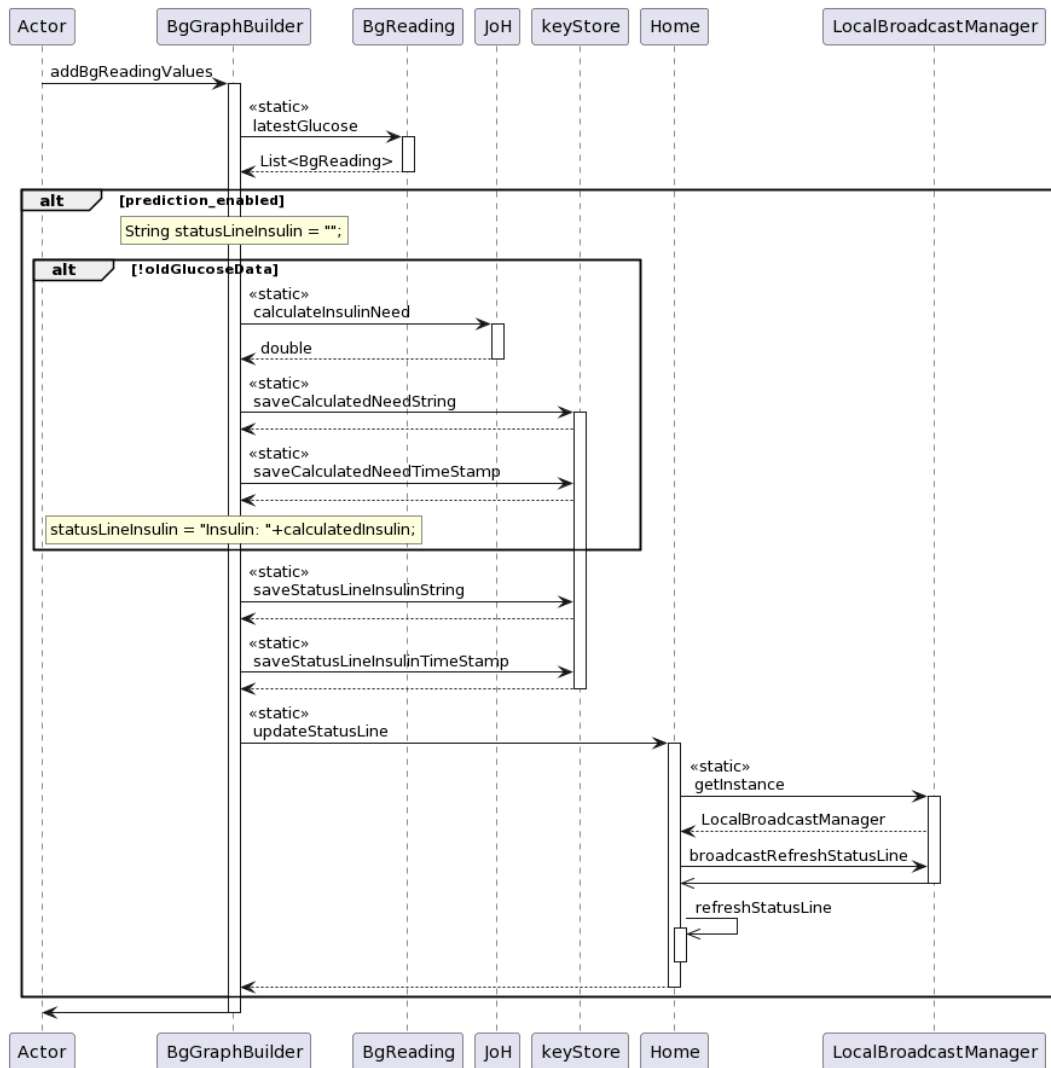 Actor BgGraphBuilder BgReading JoH keyStore Home LocalBroadcastManager
addBgReadingValues
«static»
latestGlucose
List<BgReading>
alt [prediction_enabled]
String statusLineInsulin = "";
alt [!oldGlucoseData]
«static»
calculateInsulinNeed
double
«static»
saveCalculatedNeedString
«static»
saveCalculatedNeedTimeStamp
statusLineInsulin = "Insulin: "+calculatedInsulin;
«static»
saveStatusLineInsulinString
«static»
saveStatusLineInsulinTimeStamp
«static»
updateStatusLine
«static»
getInstance
LocalBroadcastManager
broadcastRefreshStatusLine
refreshStatusLine
Actor BgGraphBuilder BgReading JoH keyStore Home LocalBroadcastManager